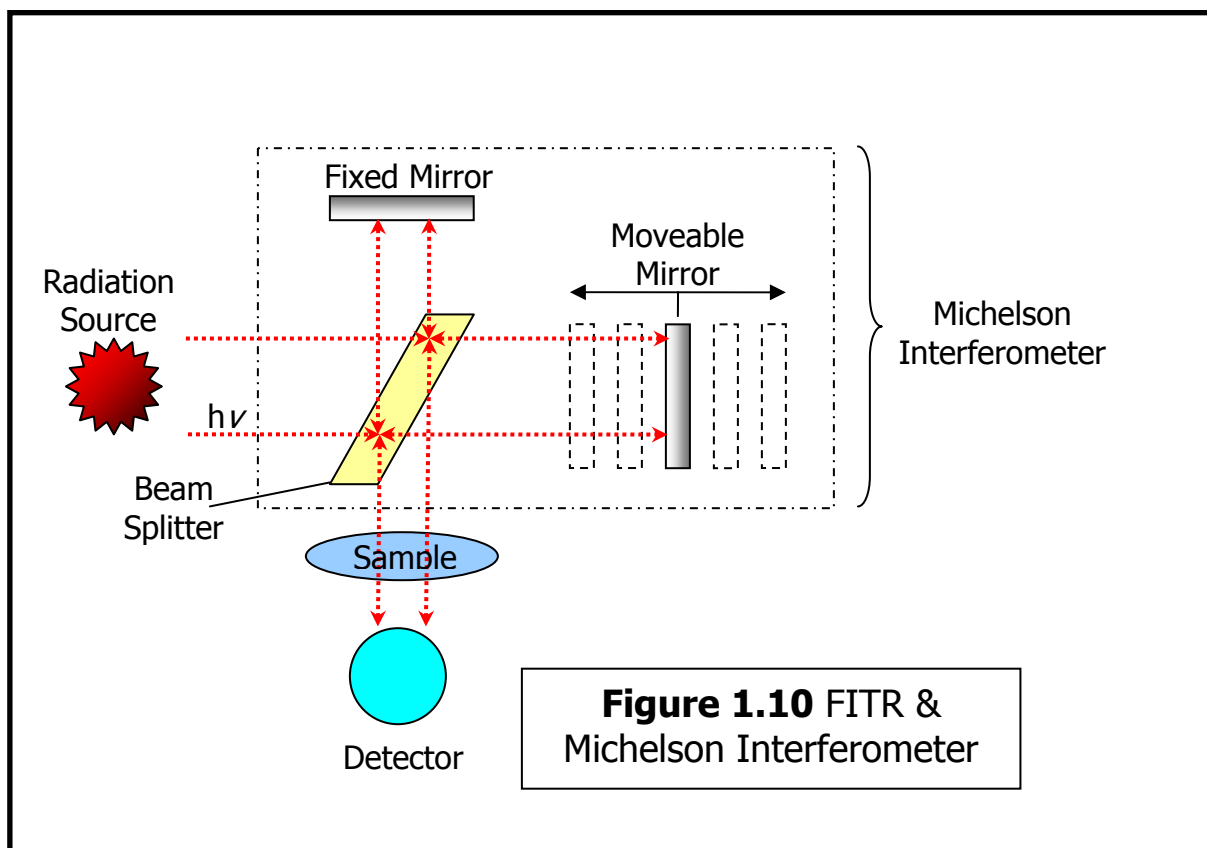 Fixed Mirror
Moveable
Mirror
Radiation
Source
Michelson
Interferometer
hν
Beam
Splitter
Sample
Detector
Figure 1.10 FITR &
Michelson Interferometer